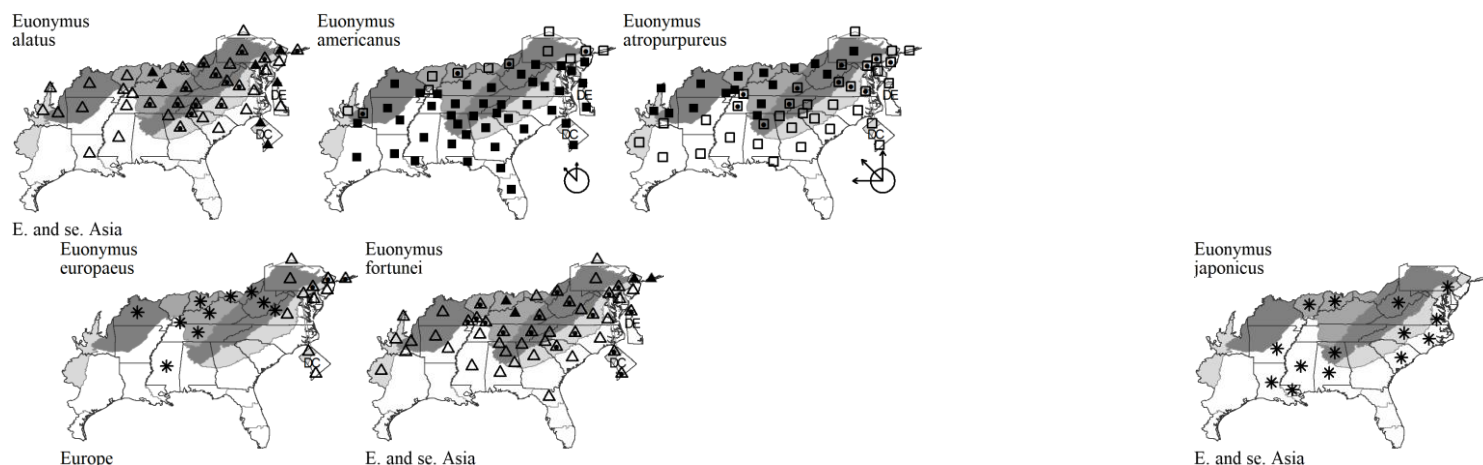 Euonymus
alatus
DE
DC
E. and se. Asia
Euonymus
americanus
DE
DC
Euonymus
atropurpureus
DE
DC
Euonymus
europaeus
DC
Europe
Euonymus
fortunei
DE
DC
E. and se. Asia
Euonymus
japonicus
E. and se. Asia